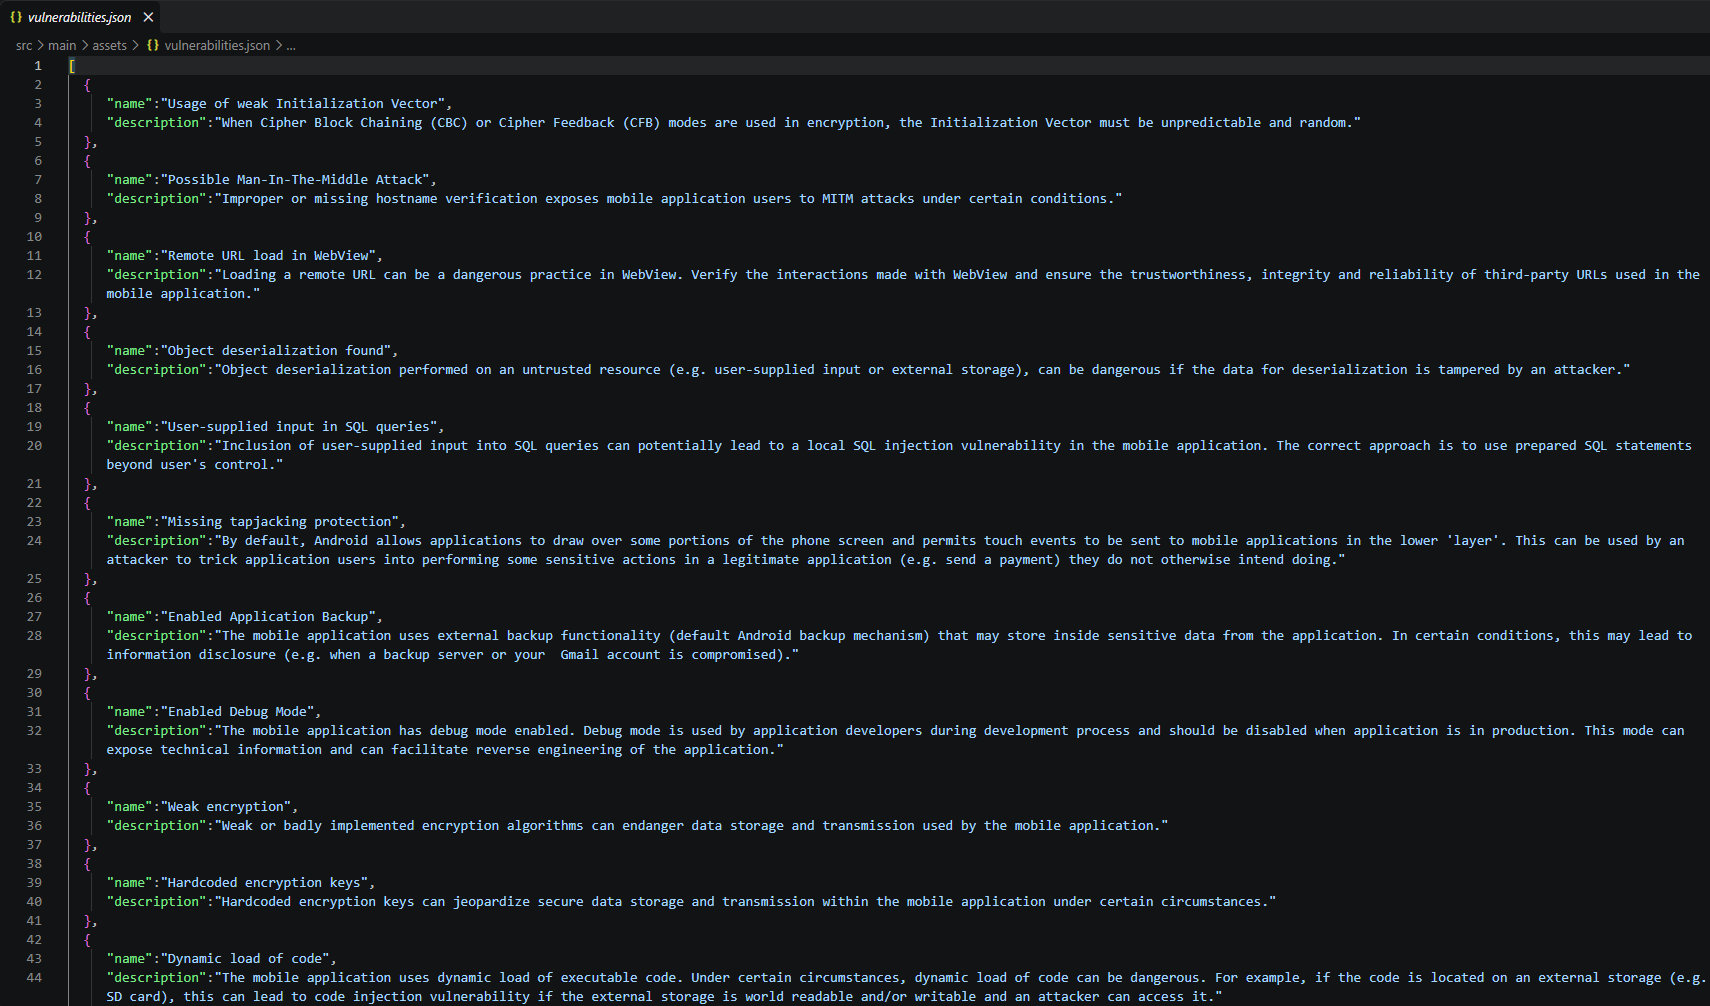 {} vulnerabilities.json ×
src > main > assets > {} vulnerabilities.json > ...
1 [
2 {
3 "name":"Usage of weak Initialization Vector",
4 "description":"When Cipher Block Chaining (CBC) or Cipher Feedback (CFB) modes are used in encryption, the Initialization Vector must be unpredictable and random."
5 },
6 {
7 "name":"Possible Man-In-The-Middle Attack",
8 "description":"Improper or missing hostname verification exposes mobile application users to MITM attacks under certain conditions."
9 },
10 {
11 "name":"Remote URL load in WebView",
12 "description":"Loading a remote URL can be a dangerous practice in WebView. Verify the interactions made with WebView and ensure the trustworthiness, integrity and reliability of third-party URLs used in the
mobile application."
13 },
14 {
15 "name":"Object deserialization found",
16 "description":"Object deserialization performed on an untrusted resource (e.g. user-supplied input or external storage), can be dangerous if the data for deserialization is tampered by an attacker."
17 },
18 {
19 "name":"User-supplied input in SQL queries",
20 "description":"Inclusion of user-supplied input into SQL queries can potentially lead to a local SQL injection vulnerability in the mobile application. The correct approach is to use prepared SQL statements
beyond user's control."
21 },
22 {
23 "name":"Missing tapjacking protection",
24 "description":"By default, Android allows applications to draw over some portions of the phone screen and permits touch events to be sent to mobile applications in the lower 'layer'. This can be used by an
attacker to trick application users into performing some sensitive actions in a legitimate application (e.g. send a payment) they do not otherwise intend doing."
25 },
26 {
27 "name":"Enabled Application Backup",
28 "description":"The mobile application uses external backup functionality (default Android backup mechanism) that may store inside sensitive data from the application. In certain conditions, this may lead to
information disclosure (e.g. when a backup server or your  Gmail account is compromised)."
29 },
30 {
31 "name":"Enabled Debug Mode",
32 "description":"The mobile application has debug mode enabled. Debug mode is used by application developers during development process and should be disabled when application is in production. This mode can
expose technical information and can facilitate reverse engineering of the application."
33 },
34 {
35 "name":"Weak encryption",
36 "description":"Weak or badly implemented encryption algorithms can endanger data storage and transmission used by the mobile application."
37 },
38 {
39 "name":"Hardcoded encryption keys",
40 "description":"Hardcoded encryption keys can jeopardize secure data storage and transmission within the mobile application under certain circumstances."
41 },
42 {
43 "name":"Dynamic load of code",
44 "description":"The mobile application uses dynamic load of executable code. Under certain circumstances, dynamic load of code can be dangerous. For example, if the code is located on an external storage (e.g.
SD card), this can lead to code injection vulnerability if the external storage is world readable and/or writable and an attacker can access it."